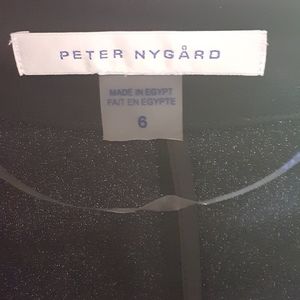 PETER NYGÅRD
MADE IN EGYPT
FAIT EN EGYPTE
6